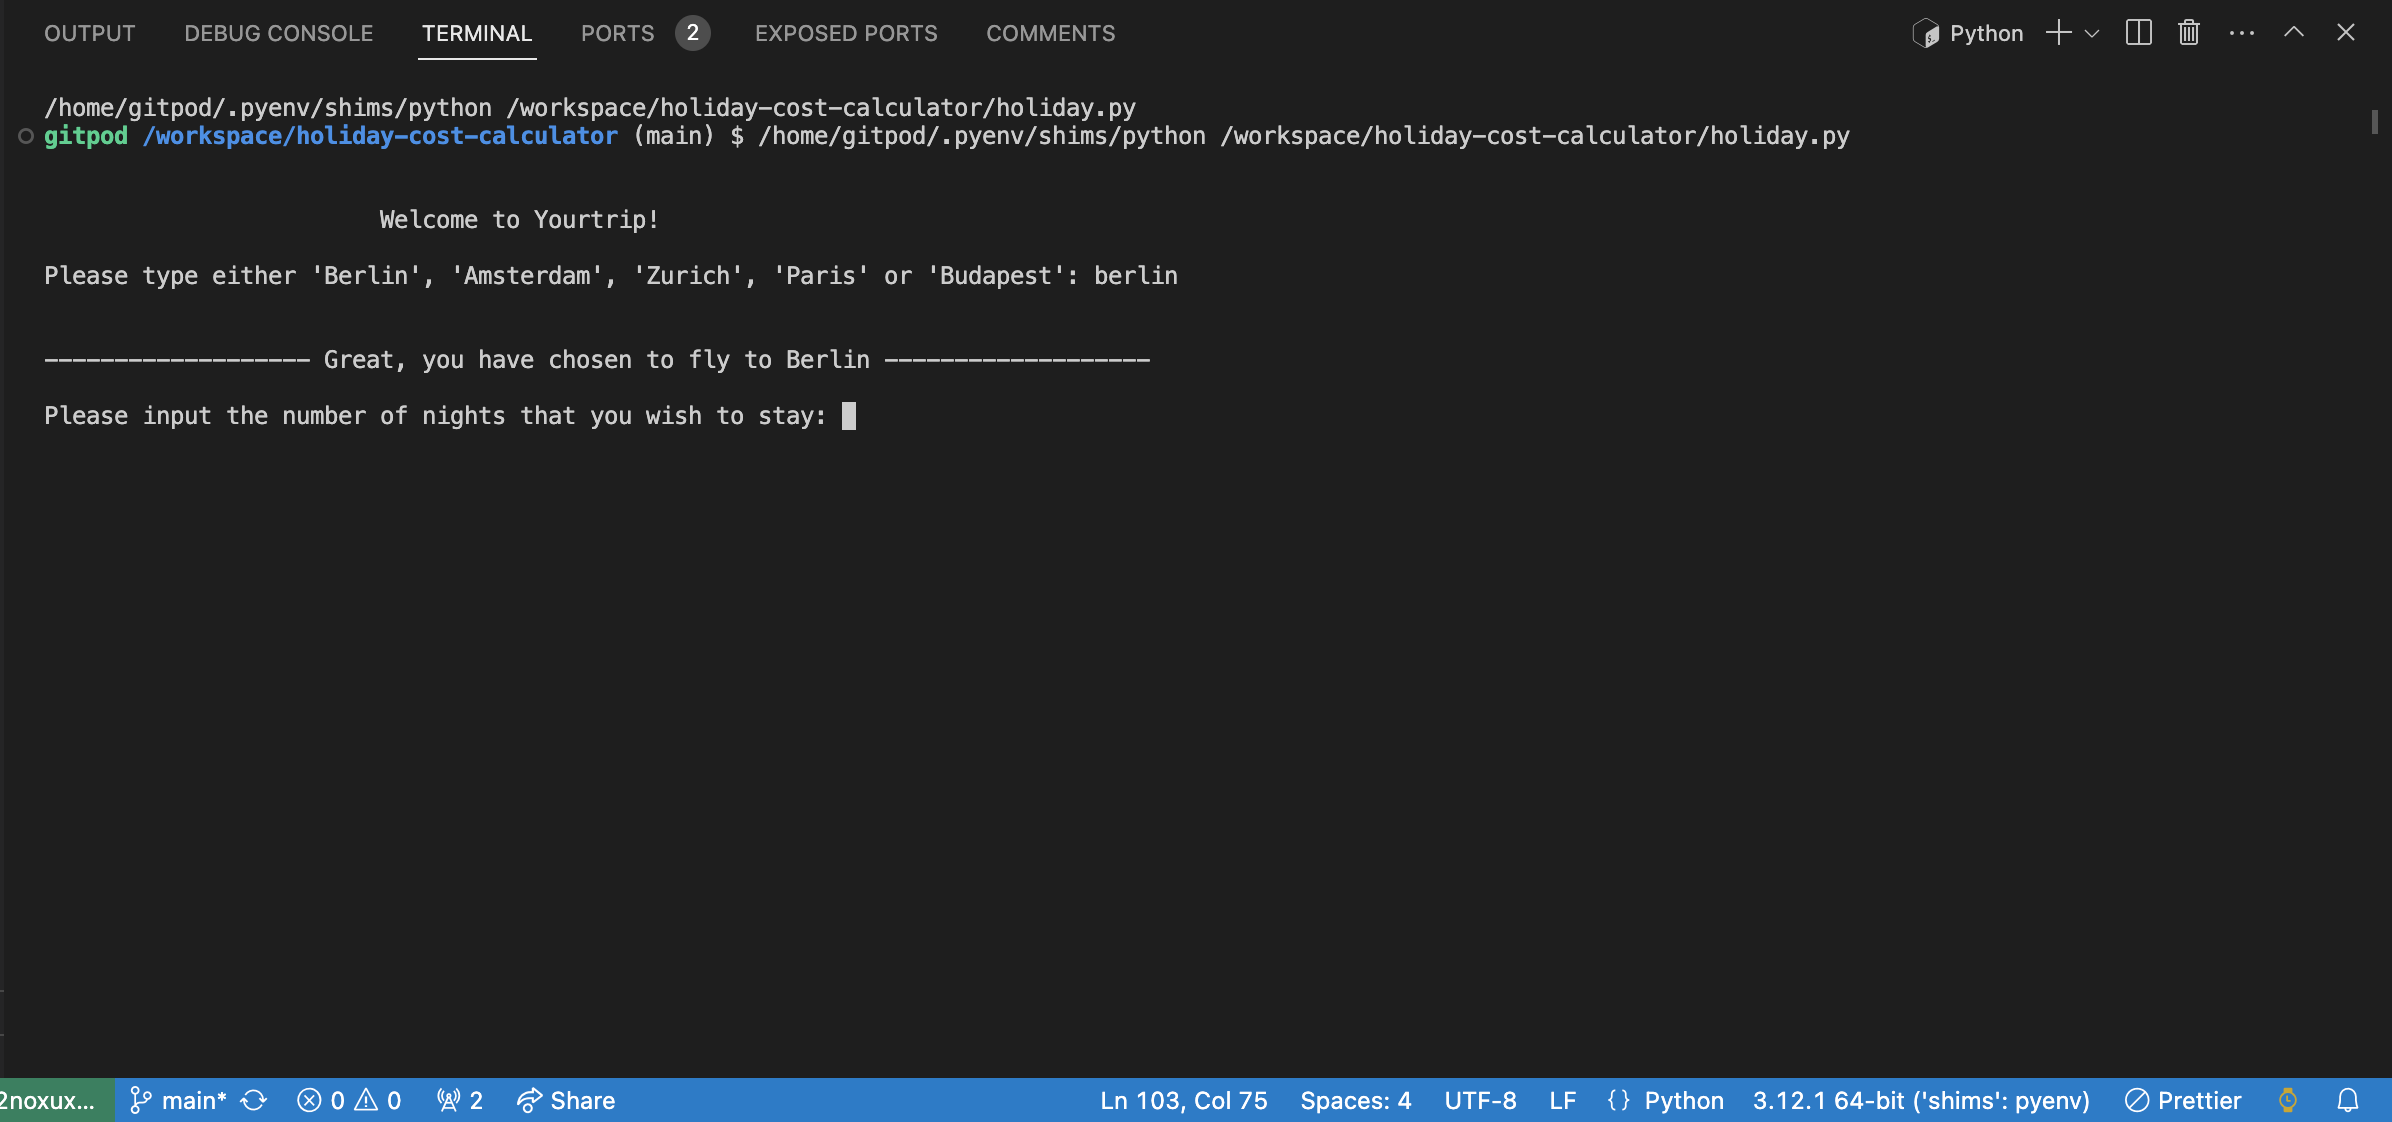 OUTPUT DEBUG CONSOLE TERMINAL PORTS 2 EXPOSED PORTS COMMENTS Python
/home/gitpod/.pyenv/shims/python /workspace/holiday-cost-calculator/holiday.py
gitpod /workspace/holiday-cost-calculator (main) $ /home/gitpod/.pyenv/shims/python /workspace/holiday-cost-calculator/holiday.py
Welcome to Yourtrip!
Please type either 'Berlin', 'Amsterdam', 'Zurich', 'Paris' or 'Budapest': berlin
------------------- Great, you have chosen to fly to Berlin -------------------
Please input the number of nights that you wish to stay:
2noxux... main* 0 0 2 Share Ln 103, Col 75 Spaces: 4 UTF-8 LF {} Python 3.12.1 64-bit ('shims': pyenv) Prettier